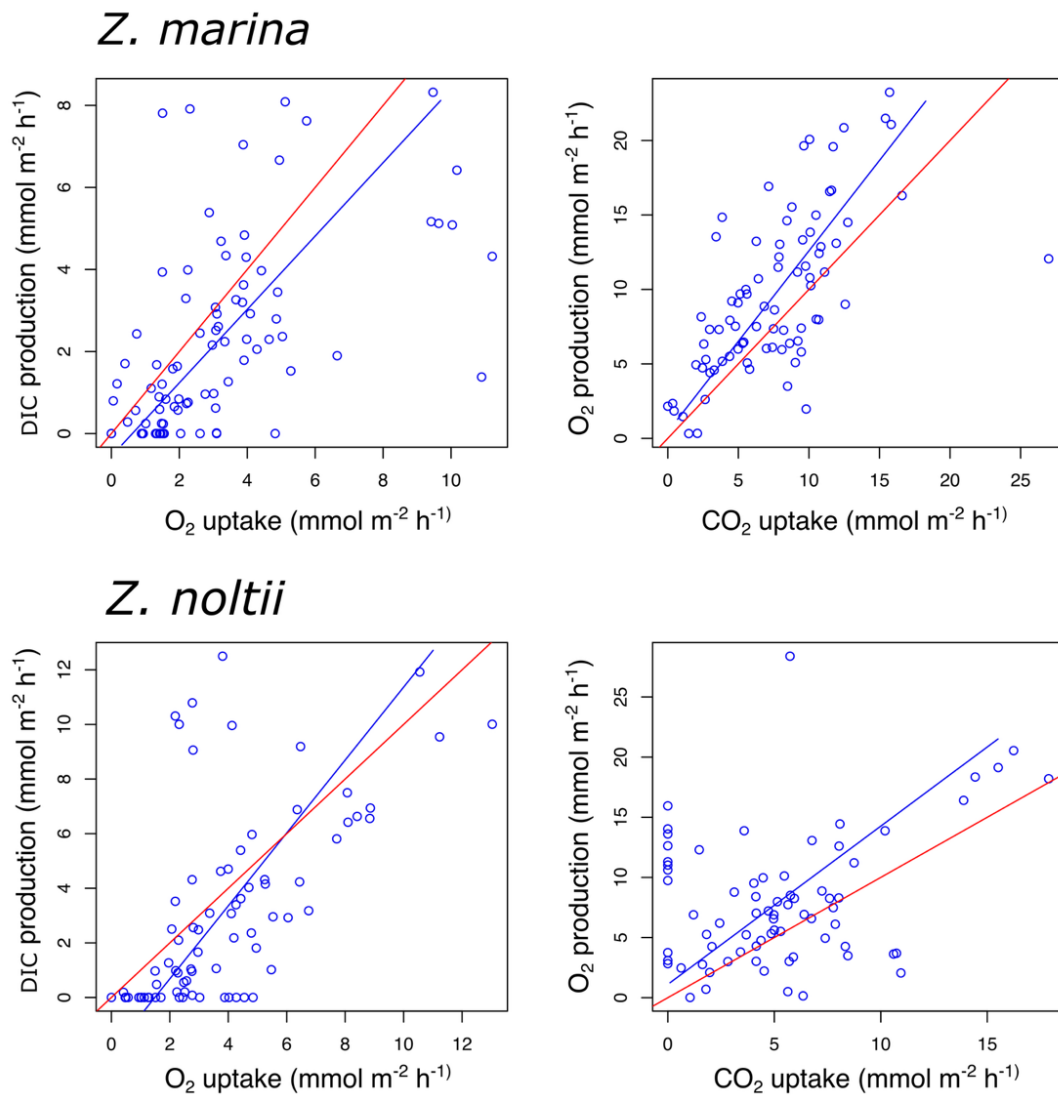 Z. marina
DIC production (mmol m⁻² h⁻¹)
8
6
4
2
0
0 2 4 6 8 10
O₂ uptake (mmol m⁻² h⁻¹)
O₂ production (mmol m⁻² h⁻¹)
20
15
10
5
0
0 5 10 15 20 25
CO₂ uptake (mmol m⁻² h⁻¹)
Z. noltii
DIC production (mmol m⁻² h⁻¹)
12
10
8
6
4
2
0
0 2 4 6 8 10 12
O₂ uptake (mmol m⁻² h⁻¹)
O₂ production (mmol m⁻² h⁻¹)
25
20
15
10
5
0
0 5 10 15
CO₂ uptake (mmol m⁻² h⁻¹)